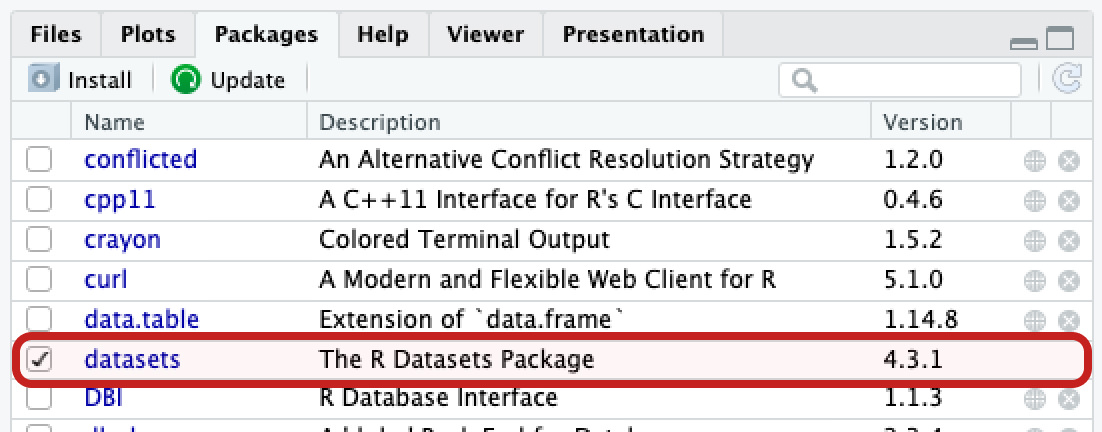 Files Plots Packages Help Viewer Presentation
Install Update
Name Description Version
conflicted An Alternative Conflict Resolution Strategy 1.2.0
cpp11 A C++11 Interface for R's C Interface 0.4.6
crayon Colored Terminal Output 1.5.2
curl A Modern and Flexible Web Client for R 5.1.0
data.table Extension of `data.frame` 1.14.8
datasets The R Datasets Package 4.3.1
DBI R Database Interface 1.1.3